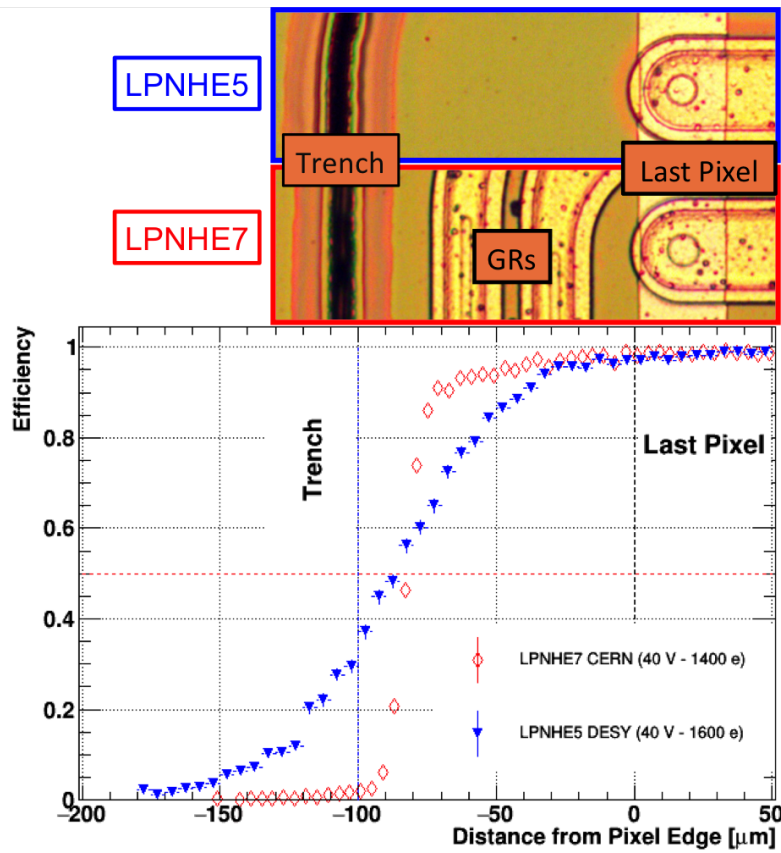 LPNHE5
Trench
Last Pixel
LPNHE7
GRs
Efficiency
1
0.8
0.6
0.4
0.2
0
Trench
Last Pixel
LPNHE7 CERN (40 V - 1400 e)
LPNHE5 DESY (40 V - 1600 e)
−200 −150 −100 −50 0 50
Distance from Pixel Edge [μm]